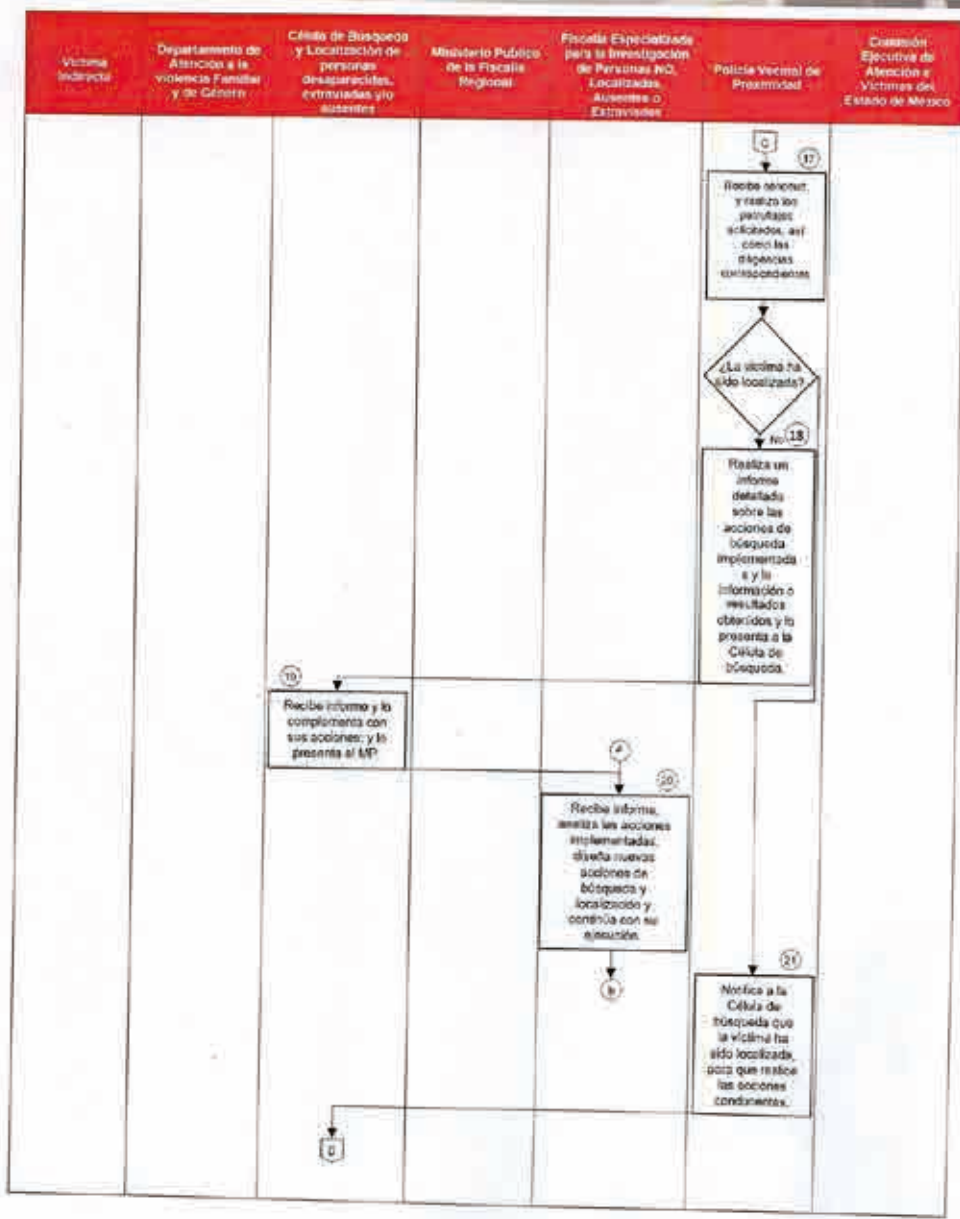 Víctima
Indirecta
Departamento de
Atención a la
violencia Familiar
y de Género
Célula de Búsqueda
y Localización de
personas
desaparecidas,
extraviadas y/o
ausentes
Ministerio Público
de la Fiscalía
Regional
Fiscalía Especializada
para la Investigación
de Personas NO
Localizadas,
Ausentes o
Extraviadas
Policía Vecinal de
Proximidad
Comisión
Ejecutiva de
Atención a
Víctimas del
Estado de México
C
17
Recibe
y realiza los
patrullajes
solicitados, así
como las
diligencias
correspondientes
¿La víctima ha
sido localizada?
No
18
Realiza un
informe
detallado
sobre las
acciones de
búsqueda
implementada
s y la
información o
resultados
obtenidos y lo
presenta a la
Célula de
búsqueda.
19
Recibe informe y lo
complementa con
sus acciones; y lo
presenta al MP.
20
Recibe informe,
analiza las acciones
implementadas,
diseña nuevas
acciones de
búsqueda y
localización y
continúa con su
ejecución.
b
21
Notifica a la
Célula de
búsqueda que
la víctima ha
sido localizada,
para que realice
las acciones
conducentes.